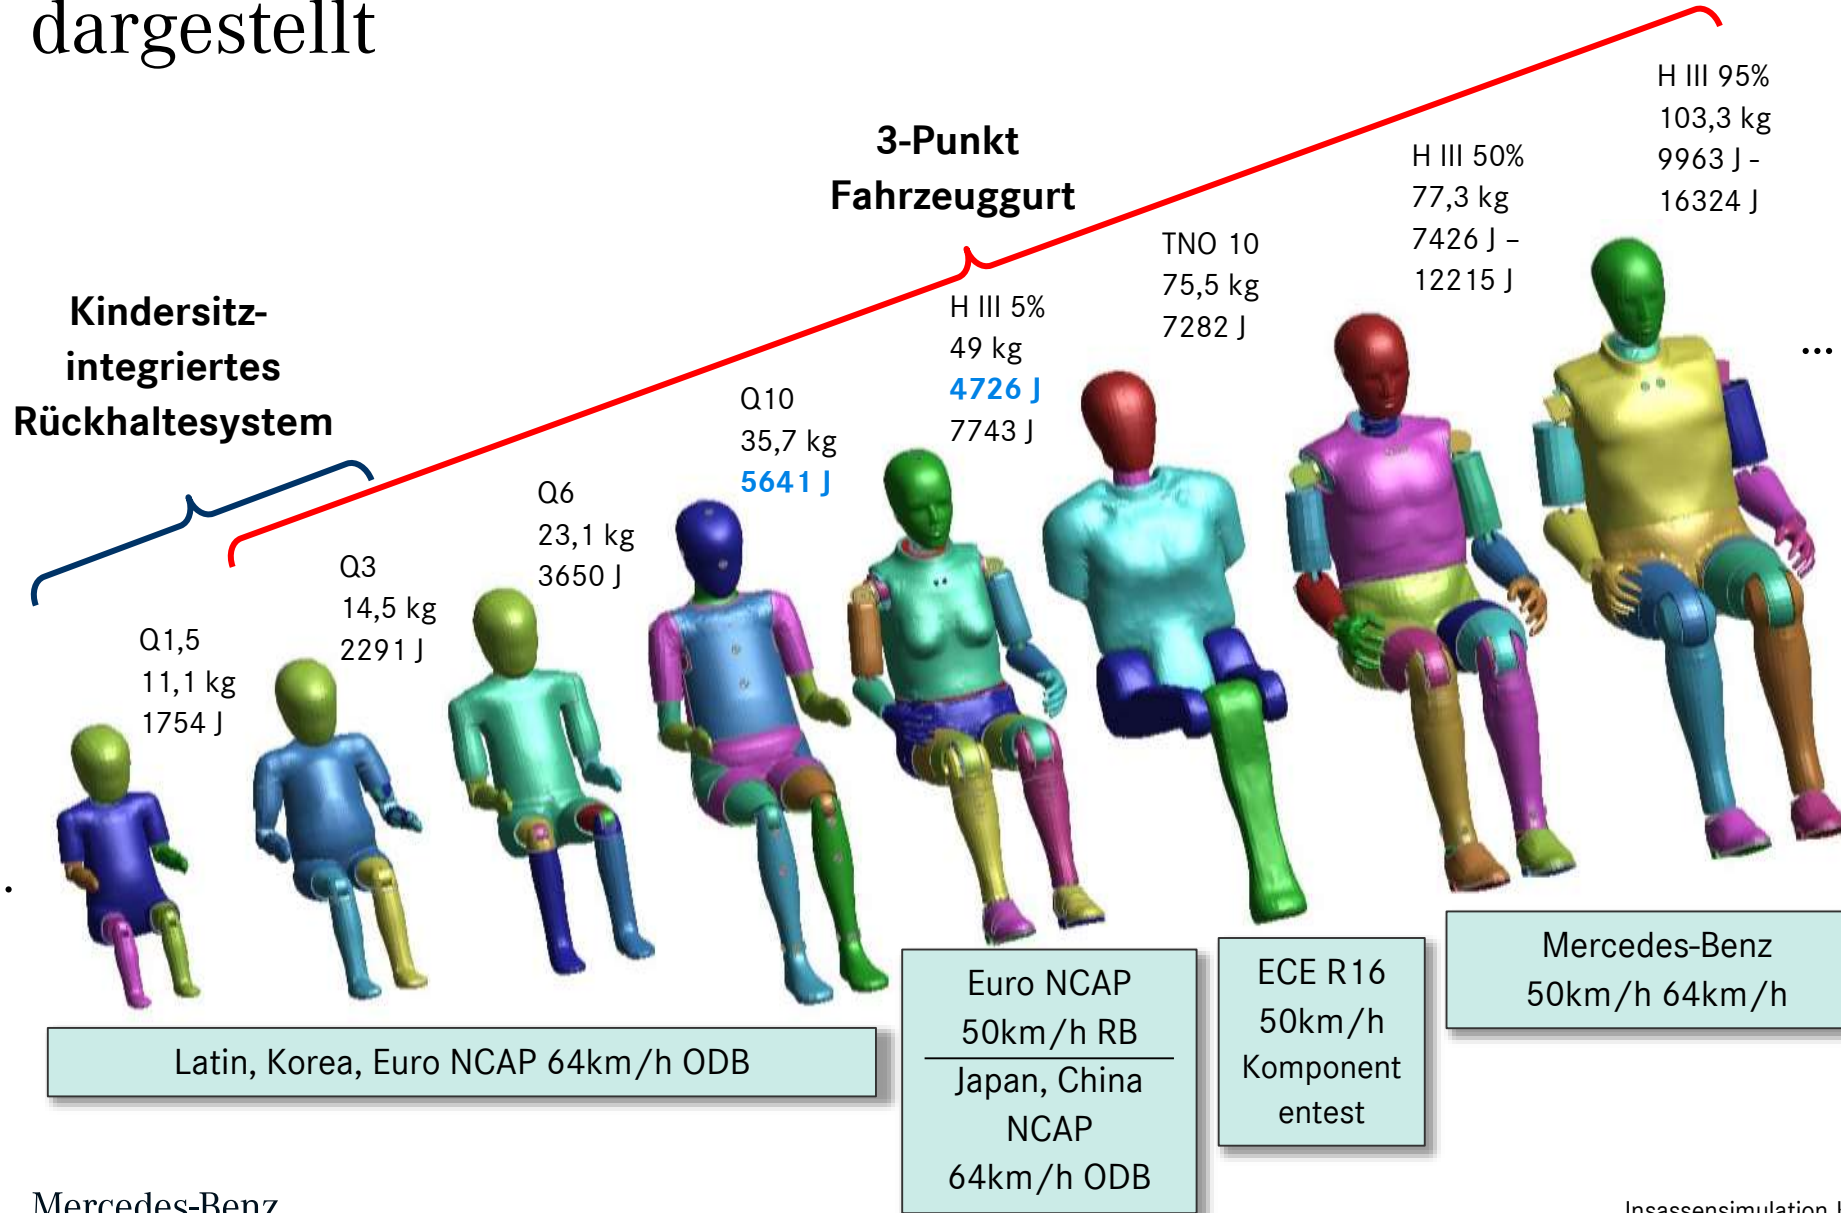 dargestellt
3-Punkt
Fahrzeuggurt
Kindersitz-
integriertes
Rückhaltesystem
Q1,5
11,1 kg
1754 J
Q3
14,5 kg
2291 J
Q6
23,1 kg
3650 J
Q10
35,7 kg
5641 J
H III 5%
49 kg
4726 J
7743 J
TNO 10
75,5 kg
7282 J
H III 50%
77,3 kg
7426 J –
12215 J
H III 95%
103,3 kg
9963 J -
16324 J
...
.
Latin, Korea, Euro NCAP 64km/h ODB
Euro NCAP
50km/h RB
Japan, China
NCAP
64km/h ODB
ECE R16
50km/h
Komponent
entest
Mercedes-Benz
50km/h 64km/h
Mercedes-Benz
Insassensimulation